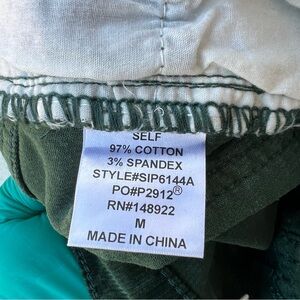 SELF
97% COTTON
3% SPANDEX
STYLE#SIP6144A
PO#P2912®
RN#148922
M
MADE IN CHINA